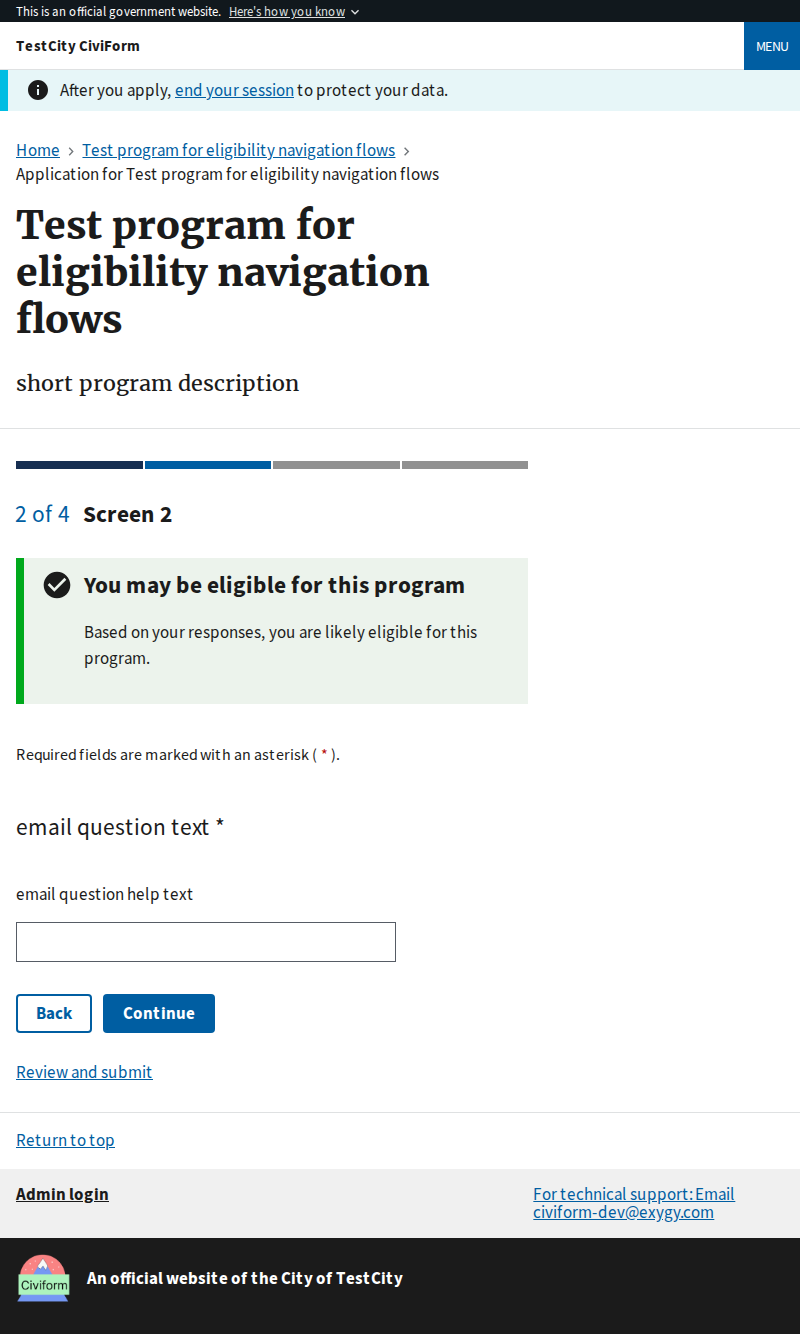 This is an official government website. Here's how you know
TestCity CiviForm
MENU
After you apply, end your session to protect your data.
Home > Test program for eligibility navigation flows >
Application for Test program for eligibility navigation flows
Test program for
eligibility navigation
flows
short program description
2 of 4 Screen 2
You may be eligible for this program
Based on your responses, you are likely eligible for this
program.
Required fields are marked with an asterisk ( * ).
email question text *
email question help text
Back
Continue
Review and submit
Return to top
Admin login
For technical support: Email
civiform-dev@exygy.com
Civiform
An official website of the City of TestCity